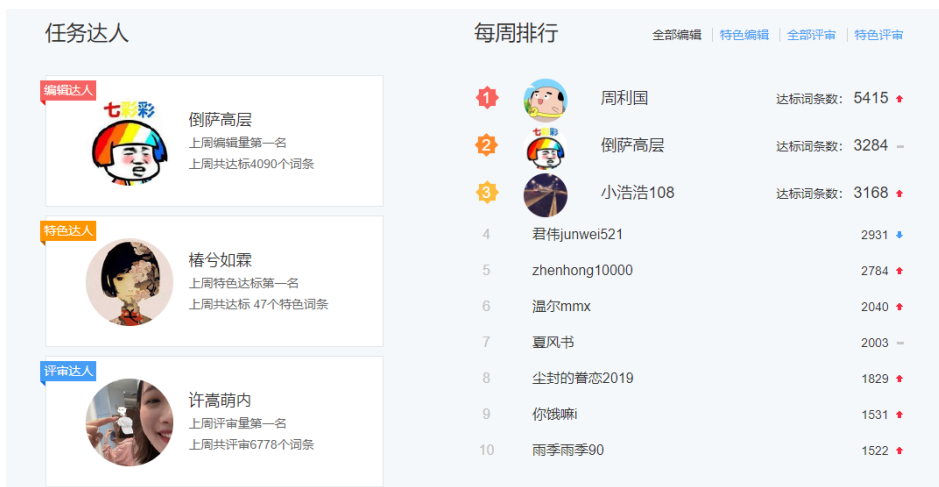 任务达人
编辑达人
七彩彩
倒萨高层
上周编辑量第一名
上周共达标4090个词条
特色达人
椿兮如霖
上周特色达标第一名
上周共达标 47个特色词条
评审达人
许嵩萌内
上周评审量第一名
上周共评审6778个词条
每周排行
全部编辑 特色编辑 全部评审 特色评审
1 周利国 达标词条数: 5415
七彩
2 倒萨高层 达标词条数: 3284
3 小浩浩108 达标词条数: 3168
4 君伟junwei521 2931
5 zhenhong10000 2784
6 温尔mmx 2040
7 夏风书 2003
8 尘封的眷恋2019 1829
9 你饿嘛i 1531
10 雨季雨季90 1522